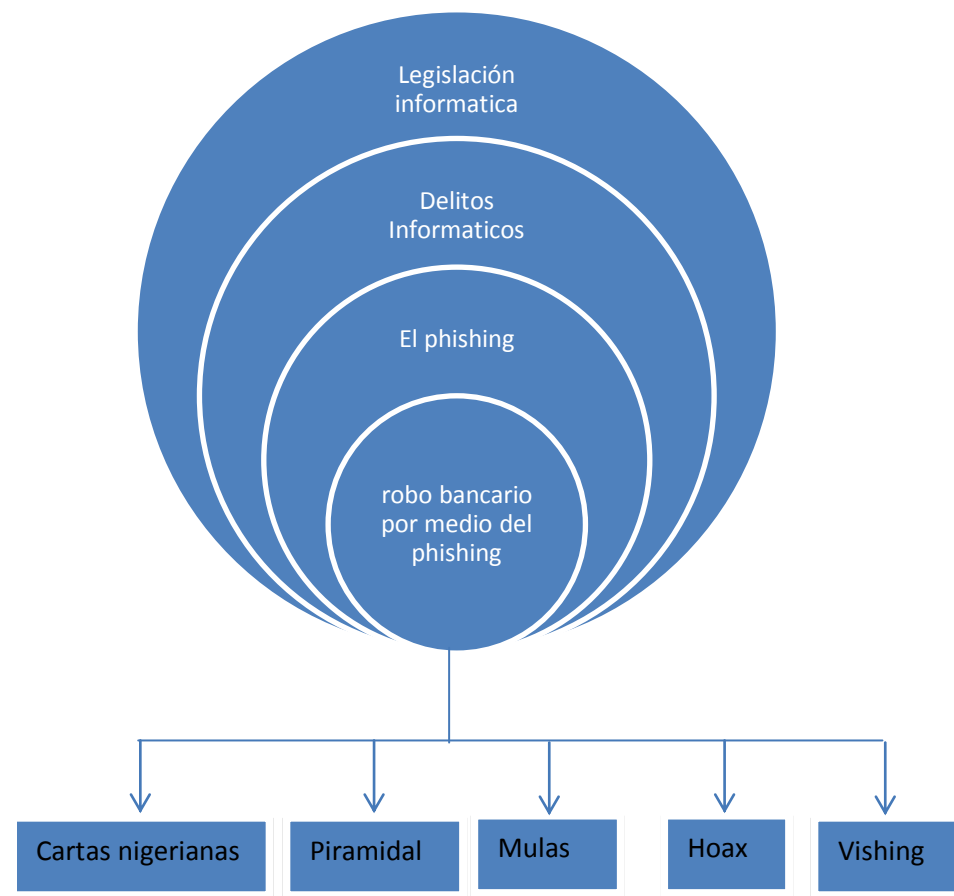 Legislación
informatica
Delitos
Informaticos
El phishing
robo bancario
por medio del
phishing
Cartas nigerianas
Piramidal
Mulas
Hoax
Vishing